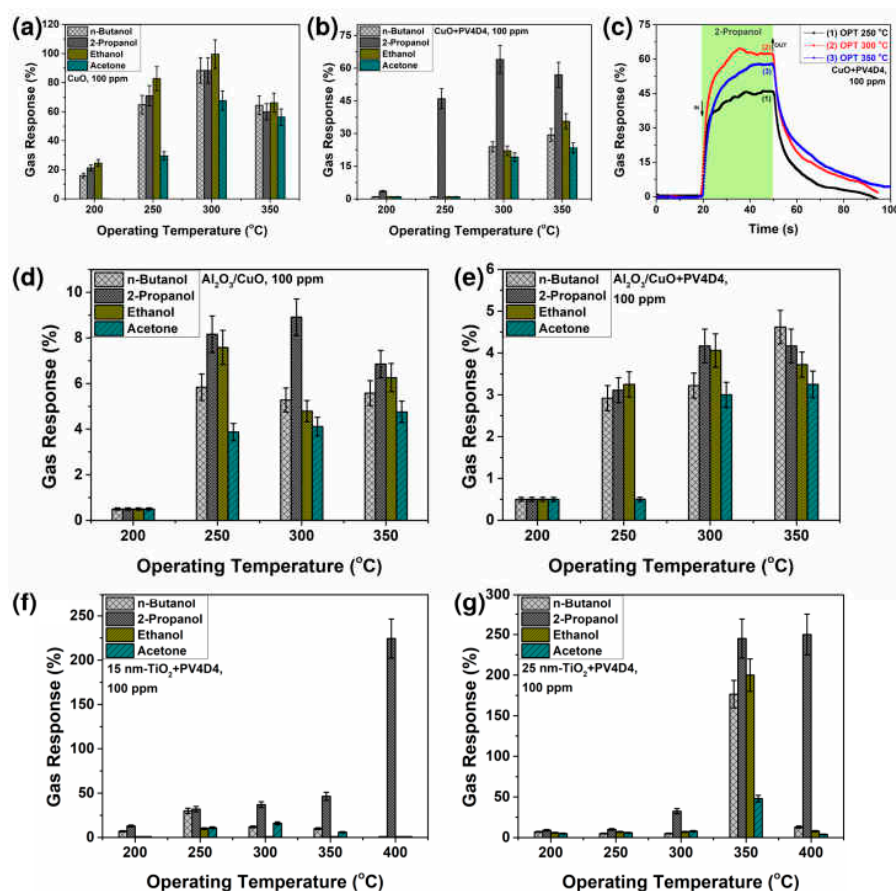 (a)
n-Butanol
2-Propanol
Ethanol
Acetone
CuO, 100 ppm
Gas Response (%)
120
100
80
60
40
20
0
200
250
300
350
Operating Temperature (°C)
(b)
n-Butanol
2-Propanol
Ethanol
Acetone
CuO+PV4D4, 100 ppm
Gas Response (%)
75
60
45
30
15
0
200
250
300
350
Operating Temperature (°C)
(c)
2-Propanol
(1) OPT 250 °C
(2) OPT 300 °C
(3) OPT 350 °C
CuO+PV4D4,
100 ppm
IN
OUT
(2)
(3)
(1)
Gas Response (%)
75
60
45
30
15
0
0
20
40
60
80
100
Time (s)
(d)
n-Butanol
2-Propanol
Ethanol
Acetone
Al₂O₃/CuO, 100 ppm
Gas Response (%)
10
8
6
4
2
0
200
250
300
350
Operating Temperature (°C)
(e)
n-Butanol
2-Propanol
Ethanol
Acetone
Al₂O₃/CuO+PV4D4,
100 ppm
Gas Response (%)
6
5
4
3
2
1
0
200
250
300
350
Operating Temperature (°C)
(f)
n-Butanol
2-Propanol
Ethanol
Acetone
15 nm-TiO₂+PV4D4,
100 ppm
Gas Response (%)
250
200
150
100
50
0
200
250
300
350
400
Operating Temperature (°C)
(g)
n-Butanol
2-Propanol
Ethanol
Acetone
25 nm-TiO₂+PV4D4,
100 ppm
Gas Response (%)
300
250
200
150
100
50
0
200
250
300
350
400
Operating Temperature (°C)